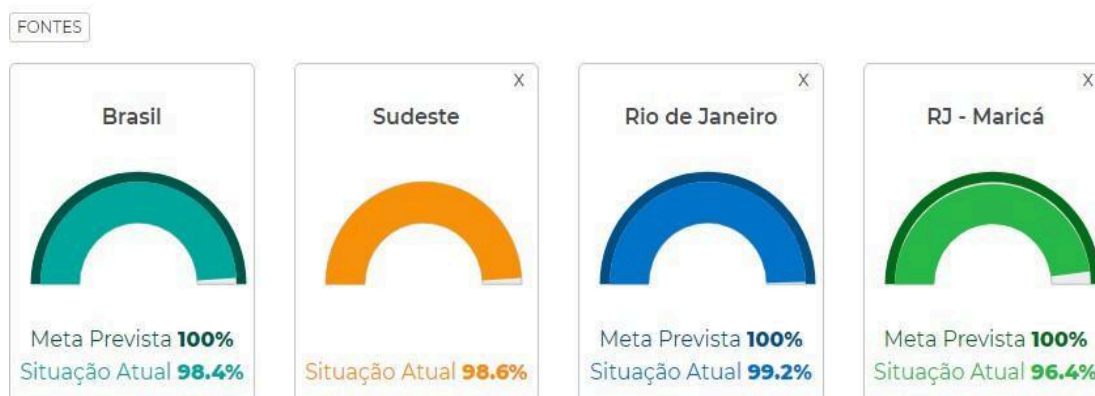 FONTES
X X X
Brasil Sudeste Rio de Janeiro RJ - Maricá
Meta Prevista 100% Meta Prevista 100% Meta Prevista 100%
Situação Atual 98.4% Situação Atual 98.6% Situação Atual 99.2% Situação Atual 96.4%